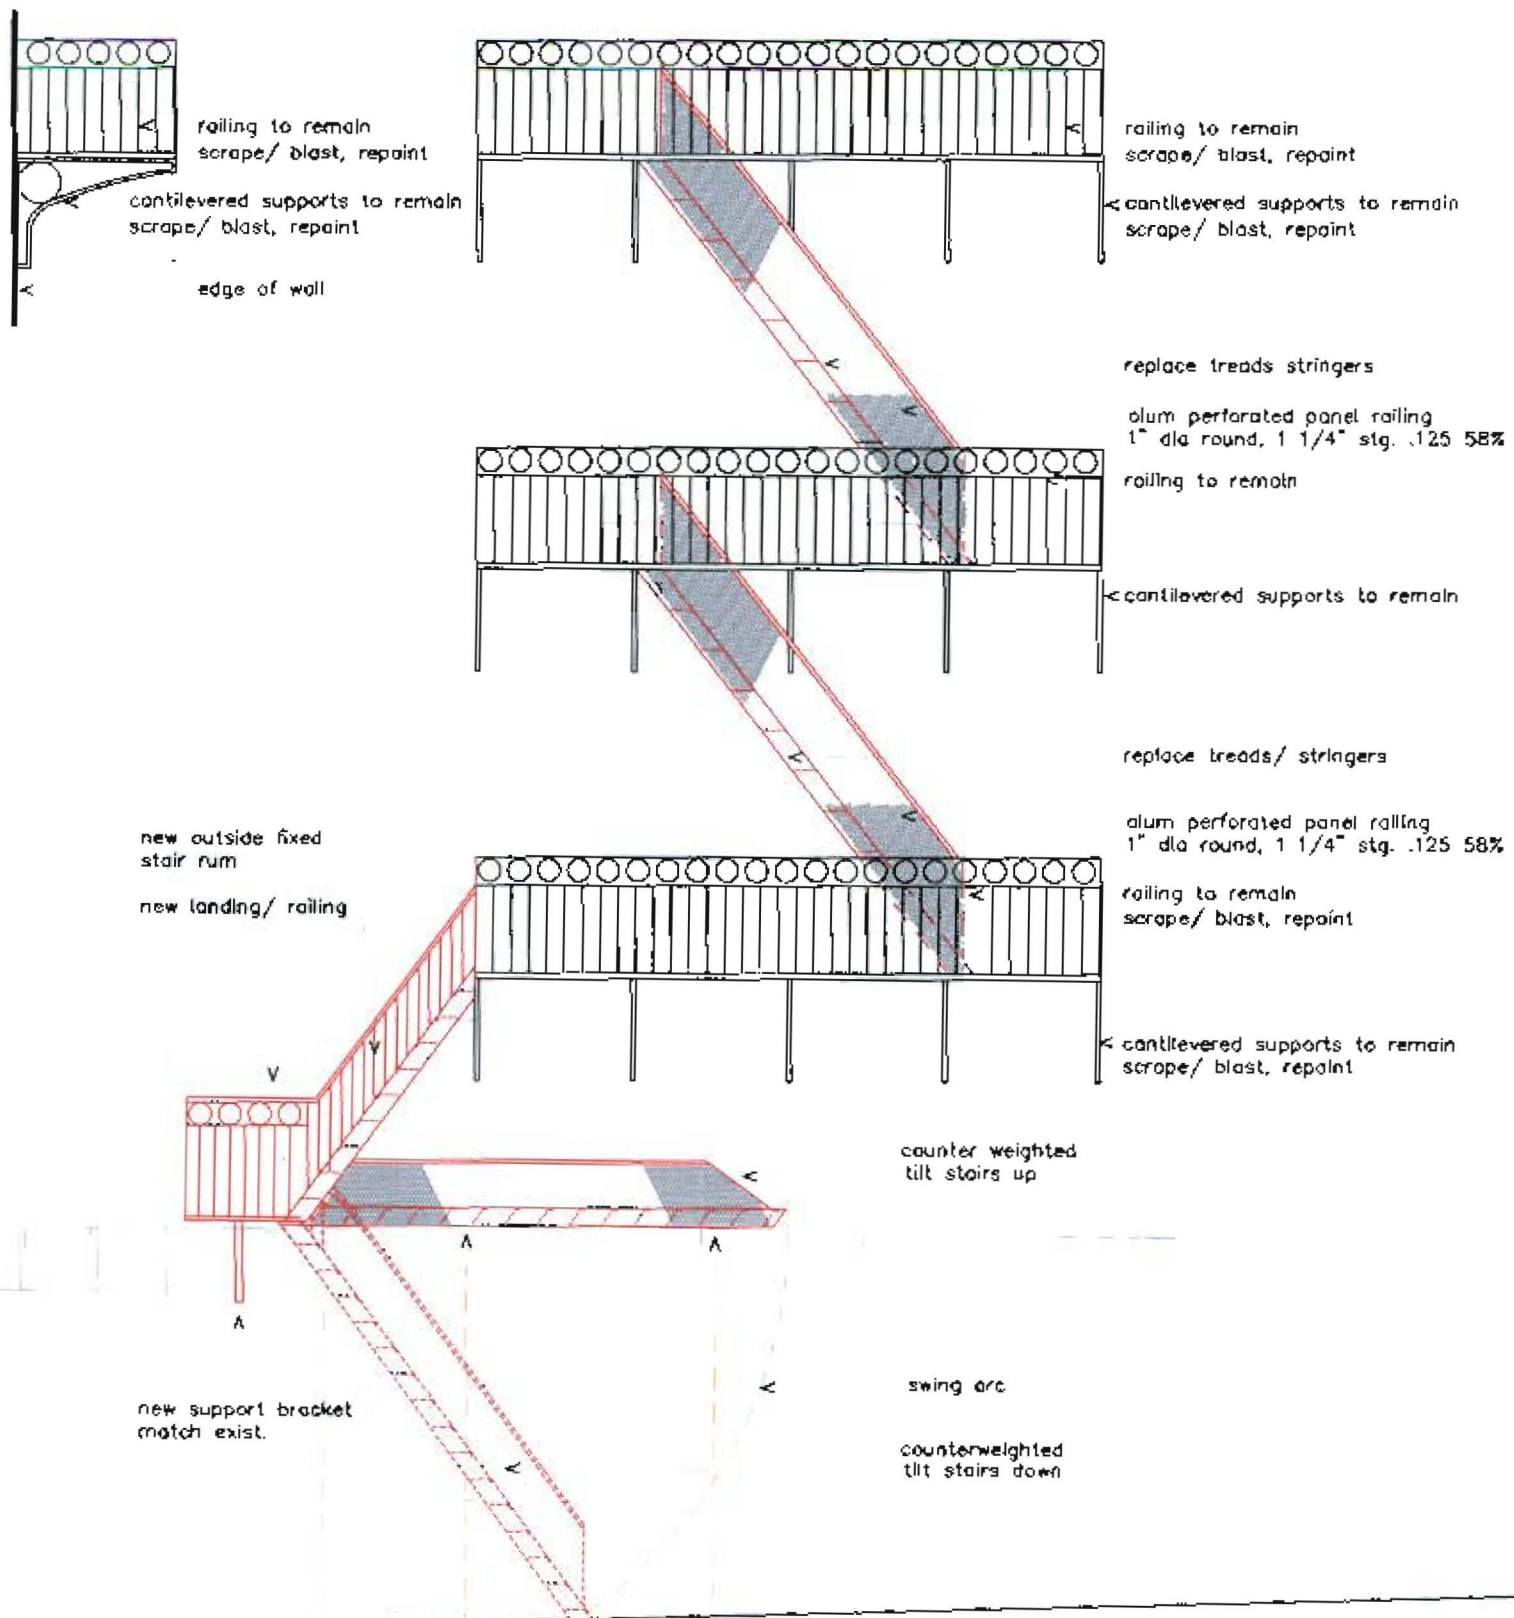 railing to remain
scrape/ blast, repaint
cantilevered supports to remain
scrape/ blast, repaint
edge of wall
railing to remain
scrape/ blast, repaint
cantilevered supports to remain
scrape/ blast, repaint
replace treads stringers
alum perforated panel railing
1" dia round, 1 1/4" stg. .125 58%
railing to remain
cantilevered supports to remain
replace treads/ stringers
alum perforated panel railing
1" dia round, 1 1/4" stg. .125 58%
railing to remain
scrape/ blast, repaint
cantilevered supports to remain
scrape/ blast, repaint
new outside fixed
stair rum
new landing/ railing
counter weighted
tilt stairs up
new support bracket
match exist.
swing arc
counterweighted
tilt stairs down